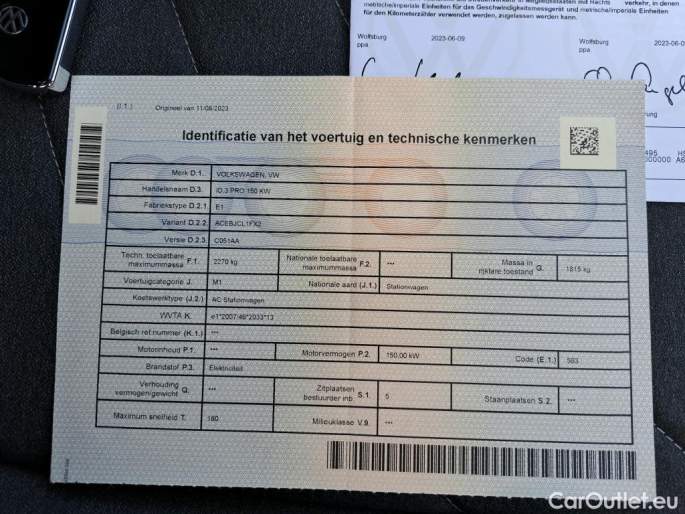 metrische/imperiale Einheiten für das Geschwindigkeitsmessgerät und metrische/imperiale Einheiten
für den Kilometerzähler verwendet werden, zugelassen werden kann.
Wolfsburg 2023-06-09 Wolfsburg 2023-06-0
ppa. ppa.
(J.1.) Origineel van 11/08/2023
Identificatie van het voertuig en technische kenmerken
Merk D.1. VOLKSWAGEN, VW
Handelsnaam D.3. ID.3 PRO 150 KW
Fabriekstype D.2.1. E1
Variant D.2.2. ACEBJCL1FX2
Versie D.2.3. C051AA
Techn. toelaatbare maximummassa F.1. 2270 kg Nationale toelaatbare maximummassa F.2. *** Massa in rijklare toestand G. 1815 kg
Voertuigcategorie J. M1 Nationale aard (J.1.) Stationwagen
Koetswerktype (J.2.) AC Stationwagen
WVTA K. e1*2007/46*2033*13
Belgisch ref.nummer (K.1.) ***
Motorinhoud P.1. *** Motorvermogen P.2. 150.00 kW Code (E.1.) 583
Brandstof P.3. Elektriciteit
Verhouding vermogen/gewicht Q. *** Zitplaatsen bestuurder inb. S.1. 5 Staanplaatsen S.2. ***
Maximum snelheid T. 160 Milieuklasse V.9. ***
CarOutlet.eu